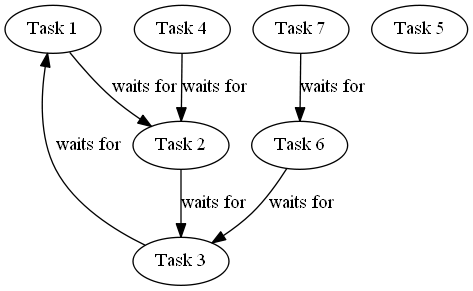 Task 1
Task 4
Task 7
Task 5
waits for
waits for
waits for
Task 2
Task 6
waits for
waits for
waits for
Task 3